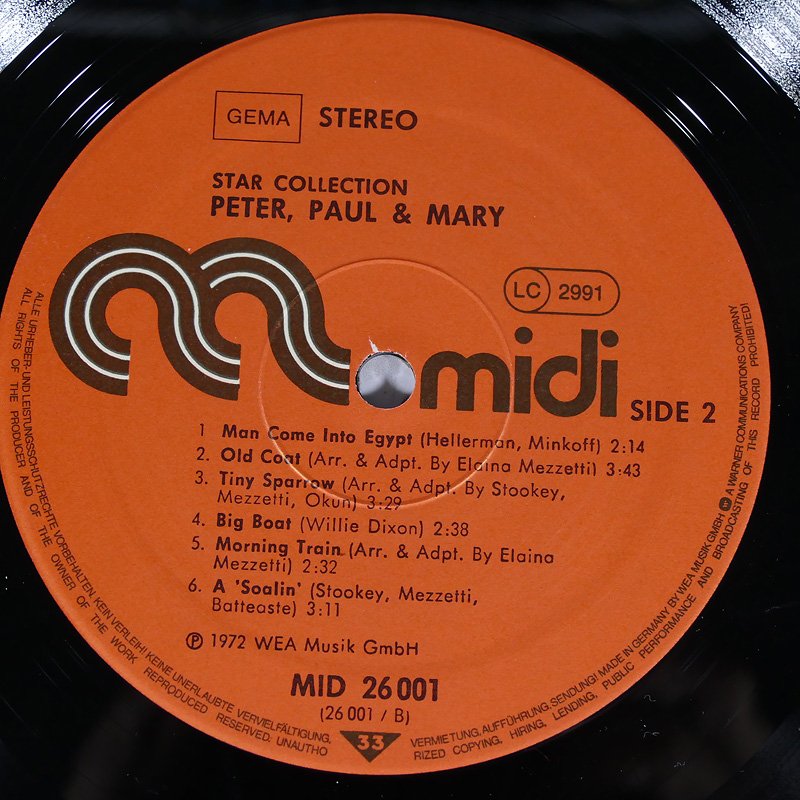 GEMA STEREO
STAR COLLECTION
PETER, PAUL & MARY
LC 2991
midi
SIDE 2
1 Man Come Into Egypt (Hellerman, Minkoff) 2:14
2. Old Coat (Arr. & Adpt. By Elaina Mezzetti) 3:43
3. Tiny Sparrow (Arr. & Adpt. By Stookey,
Mezzetti, Okun) 3:29
4. Big Boat (Willie Dixon) 2:38
5. Morning Train (Arr. & Adpt. By Elaina
Mezzetti) 2:32
6. A 'Soalin' (Stookey, Mezzetti,
Batteaste) 3:11
℗ 1972 WEA Musik GmbH
MID 26 001
(26 001 / B)
33
ALLE URHEBER- UND LEISTUNGSSCHUTZRECHTE VORBEHALTEN. KEIN VERLEIH! KEINE UNERLAUBTE VERVIELFÄLTIGUNG, VERMIETUNG, AUFFÜHRUNG, SENDUNG! MADE IN GERMANY BY WEA MUSIK GMBH A WARNER COMMUNICATIONS COMPANY
ALL RIGHTS OF THE PRODUCER AND OF THE OWNER OF THE WORK REPRODUCED RESERVED. UNAUTHORIZED COPYING, HIRING, LENDING, PUBLIC PERFORMANCE AND BROADCASTING OF THIS RECORD PROHIBITED!